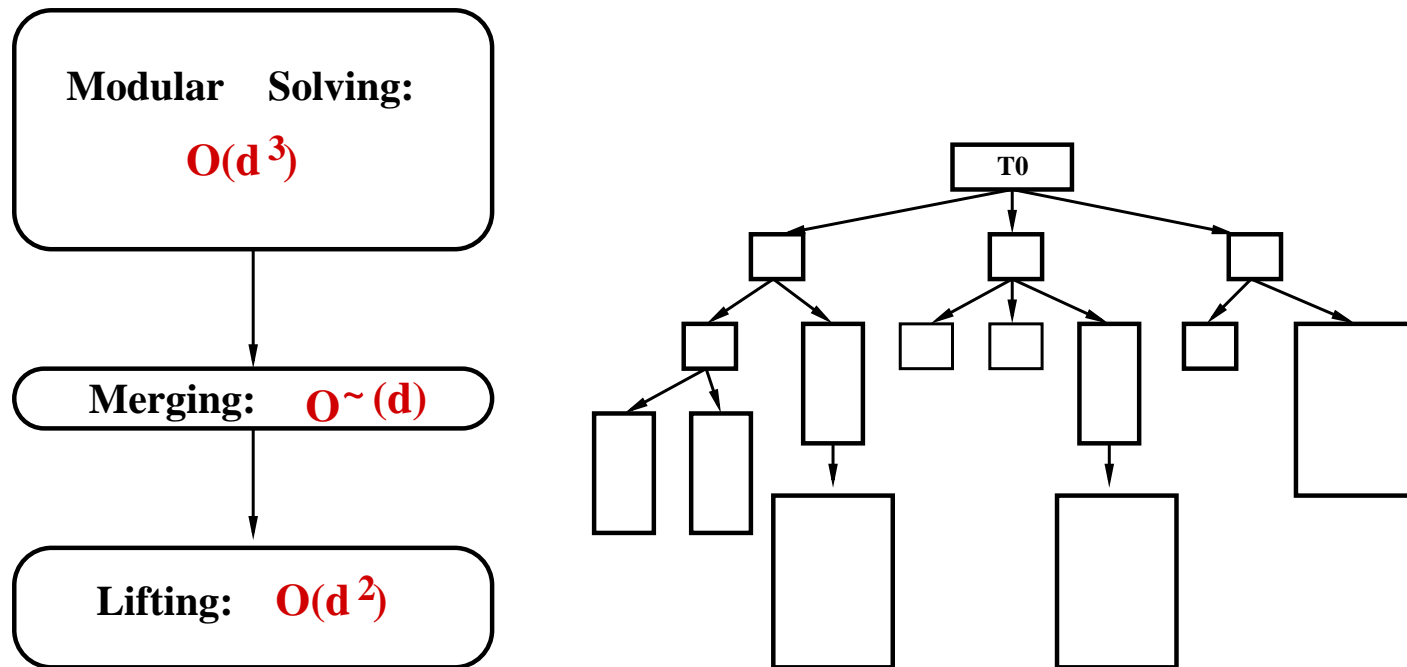 Modular Solving:
O(d 3)
T0
Merging: O~(d)
Lifting: O(d 2)